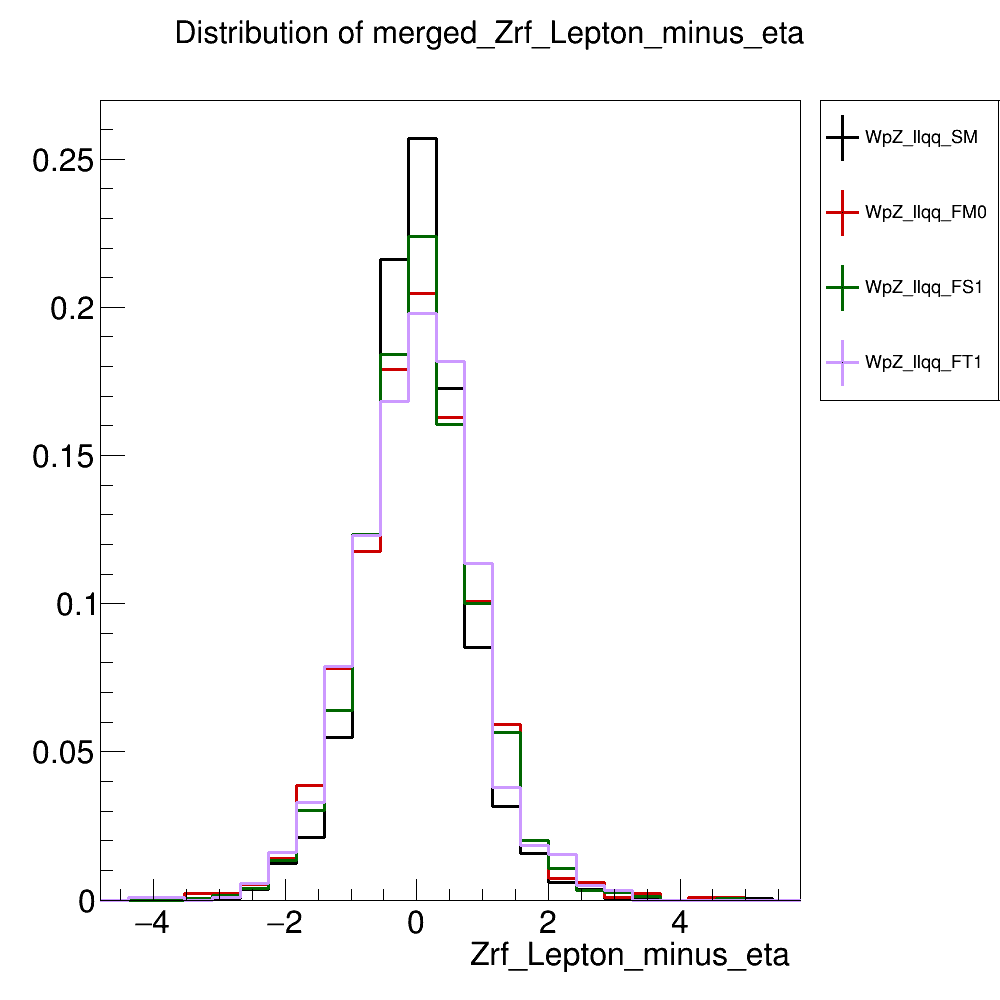 Distribution of merged_Zrf_Lepton_minus_eta
WpZ_llqq_SM
WpZ_llqq_FM0
WpZ_llqq_FS1
WpZ_llqq_FT1
0.25
0.2
0.15
0.1
0.05
0
−4 −2 0 2 4
Zrf_Lepton_minus_eta